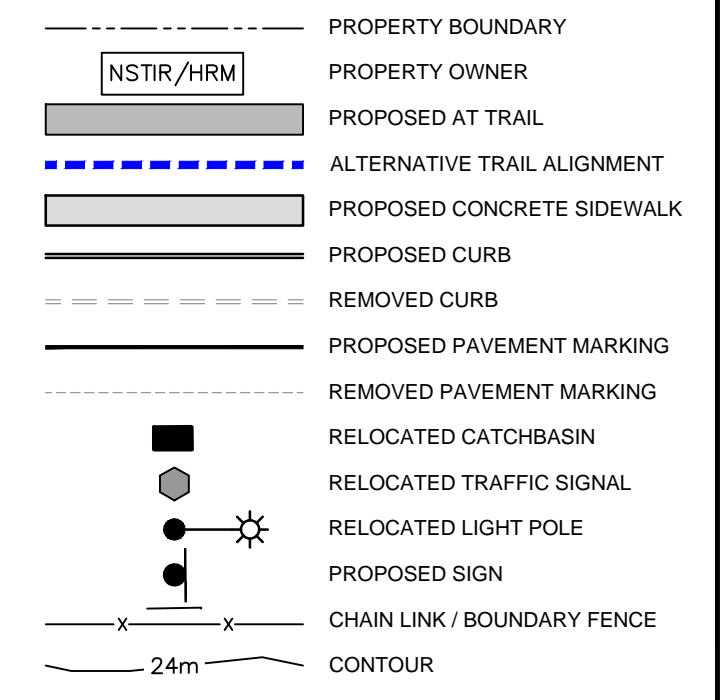 PROPERTY BOUNDARY
NSTIR/HRM PROPERTY OWNER
PROPOSED AT TRAIL
ALTERNATIVE TRAIL ALIGNMENT
PROPOSED CONCRETE SIDEWALK
PROPOSED CURB
REMOVED CURB
PROPOSED PAVEMENT MARKING
REMOVED PAVEMENT MARKING
RELOCATED CATCHBASIN
RELOCATED TRAFFIC SIGNAL
RELOCATED LIGHT POLE
PROPOSED SIGN
X X CHAIN LINK / BOUNDARY FENCE
24m CONTOUR